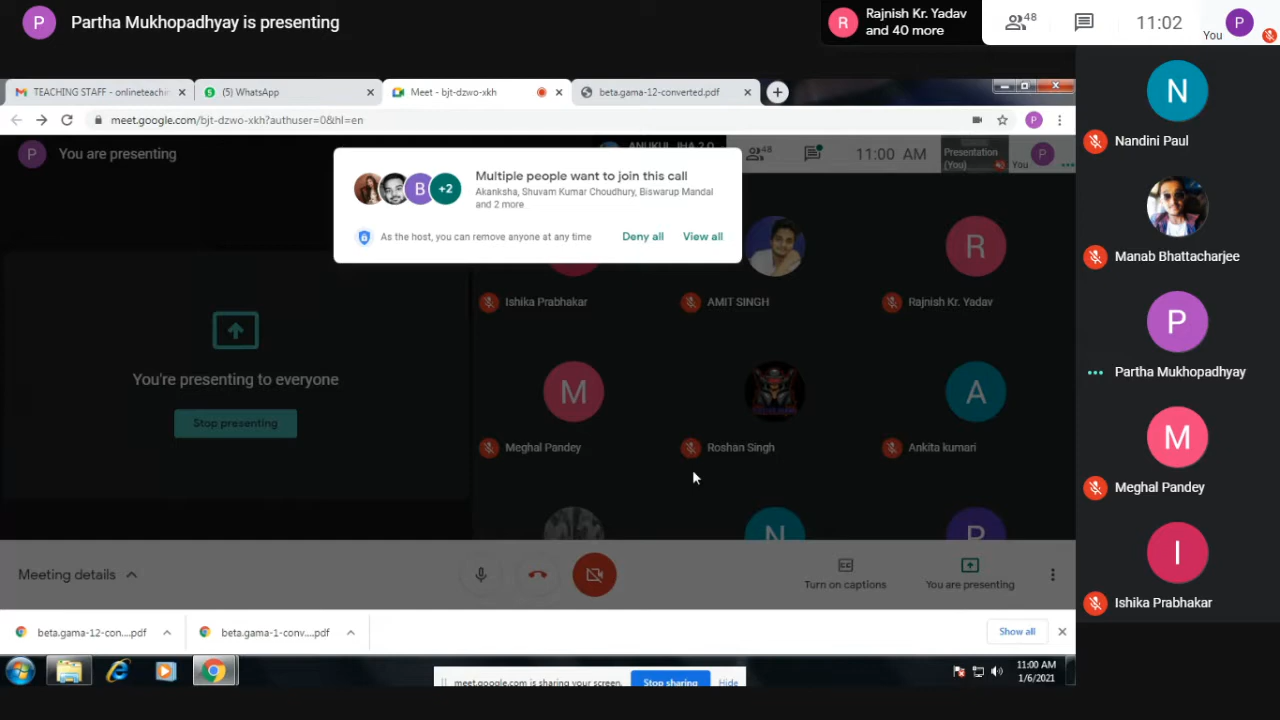 P
Partha Mukhopadhyay is presenting
R
Rajnish Kr. Yadav
and 40 more
48
11:02
You
P
TEACHING STAFF - onlineteachin
(5) WhatsApp
Meet - bjt-dzwo-xkh
beta.gama-12-converted.pdf
meet.google.com/bjt-dzwo-xkh?authuser=0&hl=en
P
P
You are presenting
ANUKUL JHA 2.0
48
11:00 AM
Presentation
(You)
You
P
B
+2
Multiple people want to join this call
Akanksha, Shuvam Kumar Choudhury, Biswarup Mandal
and 2 more
As the host, you can remove anyone at any time
Deny all
View all
You're presenting to everyone
Stop presenting
Ishika Prabhakar
AMIT SINGH
R
Rajnish Kr. Yadav
M
Meghal Pandey
Roshan Singh
A
Ankita kumari
N
P
Meeting details
Turn on captions
You are presenting
beta.gama-12-con....pdf
beta.gama-1-conv....pdf
Show all
meet.google.com is sharing your screen.
Stop sharing
Hide
11:00 AM
1/6/2021
N
Nandini Paul
Manab Bhattacharjee
P
Partha Mukhopadhyay
M
Meghal Pandey
I
Ishika Prabhakar